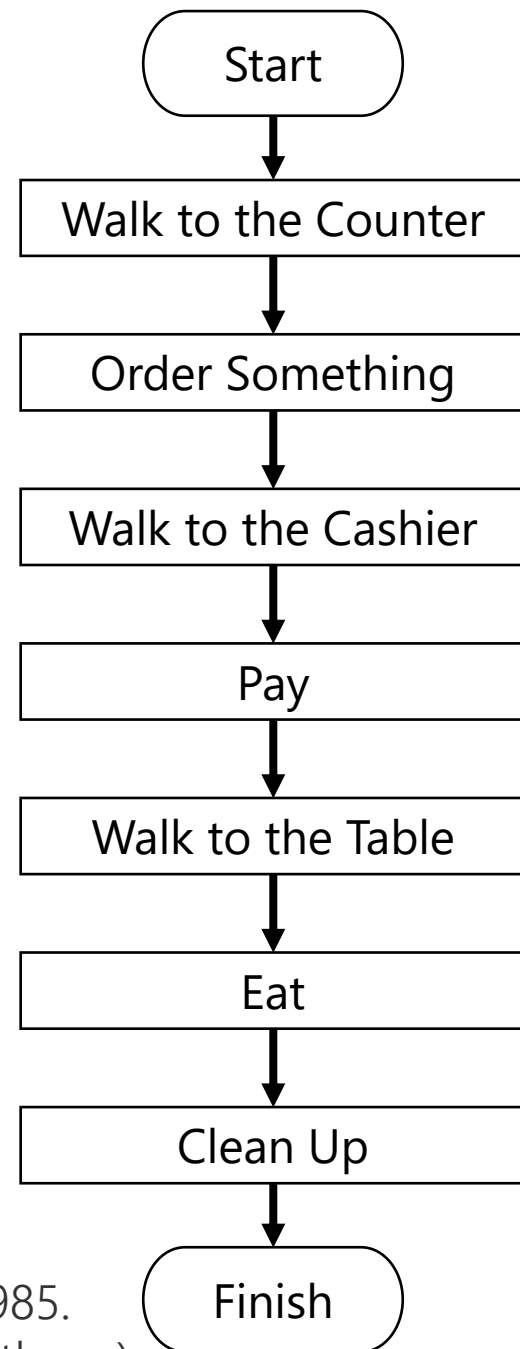 Start
Walk to the Counter
Order Something
Walk to the Cashier
Pay
Walk to the Table
Eat
Clean Up
Finish
985.